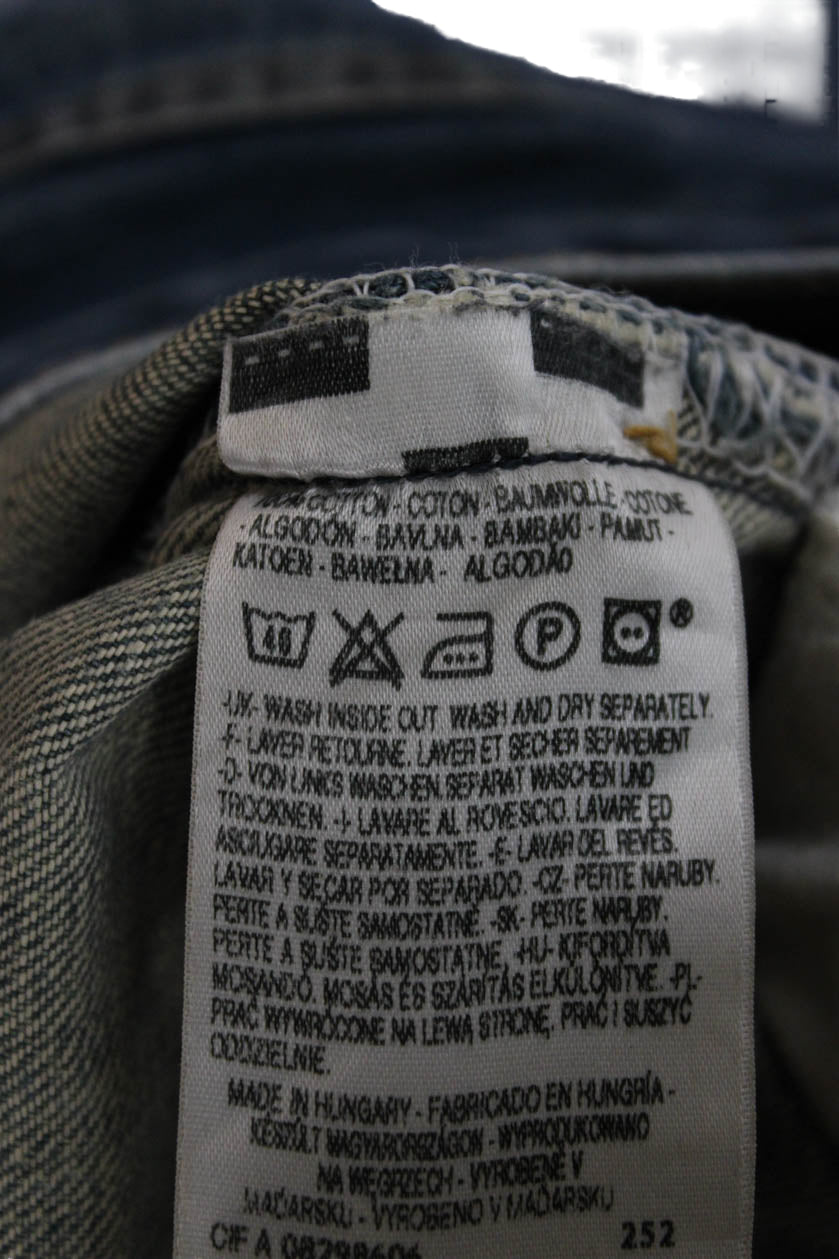 COTTON - COTON - BAUMWOLLE - COTONE
- ALGODÓN - BAVLNA - BAMBAKI - PAMUT -
KATOEN - BAWEŁNA - ALGODÃO
40 P ®
-UK- WASH INSIDE OUT. WASH AND DRY SEPARATELY.
-F- LAVER RETOURNE. LAVER ET SECHER SEPAREMENT
-D- VON LINKS WASCHEN. SEPARAT WASCHEN UND
TROCKNEN. -I- LAVARE AL ROVESCIO. LAVARE ED
ASCIUGARE SEPARATAMENTE. -E- LAVAR DEL REVÉS.
LAVAR Y SECAR POR SEPARADO. -CZ- PERTE NARUBY.
PERTE A SUŠTE SAMOSTATNĚ. -SK- PERTE NARUBY.
PERTE A SUŠTE SAMOSTATNE. -HU- KIFORDÍTVA
MOSANDÓ. MOSÁS ÉS SZÁRÍTÁS ELKÜLÖNÍTVE. -PL-
PRAĆ WYWRÓCONE NA LEWĄ STRONĘ. PRAĆ I SUSZYĆ
ODDZIELNIE.
MADE IN HUNGARY - FABRICADO EN HUNGRÍA -
KÉSZÜLT MAGYARORSZÁGON - WYPRODUKOWANO
NA WĘGRZECH - VYROBENÉ V
MAĎARSKU - VYROBENO V MAĎARSKU
CIF A 08298606 252